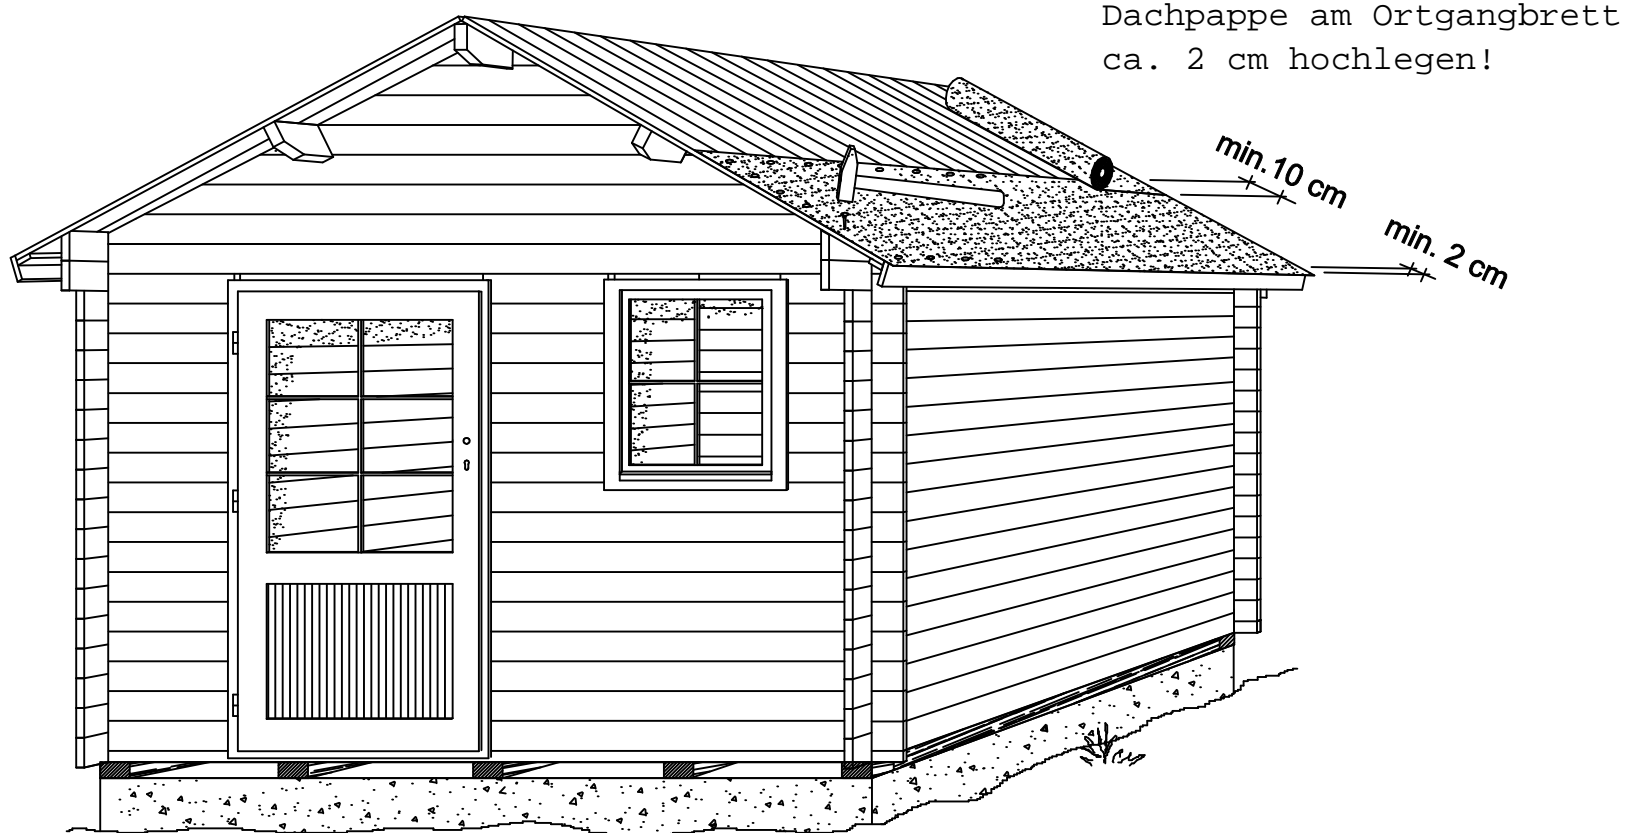 Dachpappe am Ortgangbrett
ca. 2 cm hochlegen!
min. 10 cm
min. 2 cm